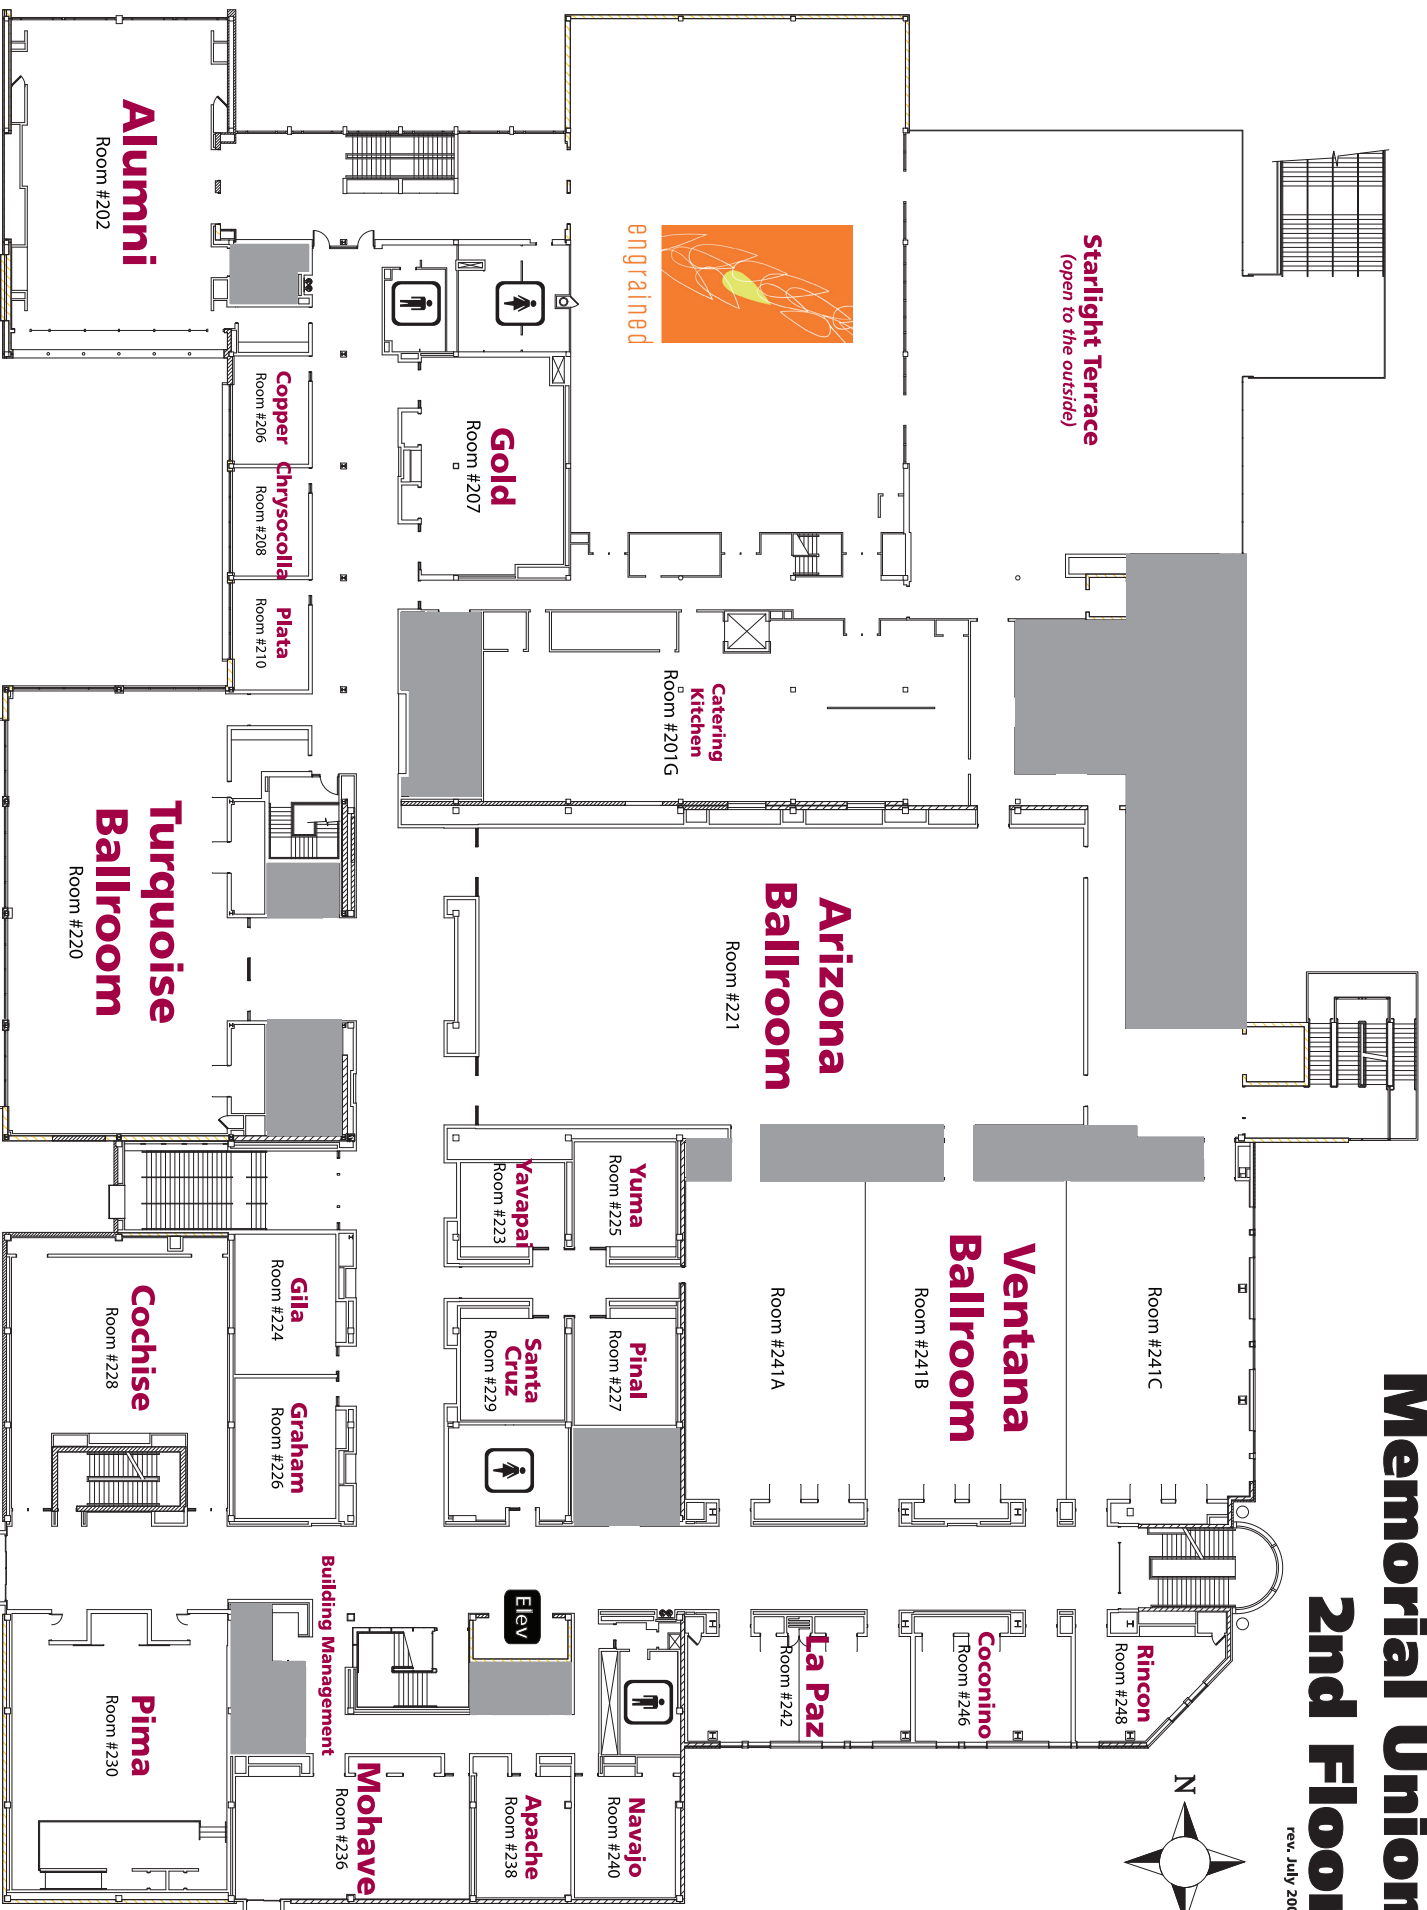 Memorial Union
2nd Floor
rev. July 200
N
Starlight Terrace
(open to the outside)
engrained
Alumni
Room #202
Copper
Room #206
Chrysocolla
Room #208
Plata
Room #210
Gold
Room #207
Catering
Kitchen
Room #201G
Turquoise
Ballroom
Room #220
Arizona
Ballroom
Room #221
Yavapai
Room #223
Yuma
Room #225
Santa
Cruz
Room #229
Pinal
Room #227
Ventana
Ballroom
Room #241A
Room #241B
Room #241C
Cochise
Room #228
Gila
Room #224
Graham
Room #226
Building Management
Elev
Pima
Room #230
Mohave
Room #236
Apache
Room #238
Navajo
Room #240
La Paz
Room #242
Coconino
Room #246
Rincon
Room #248